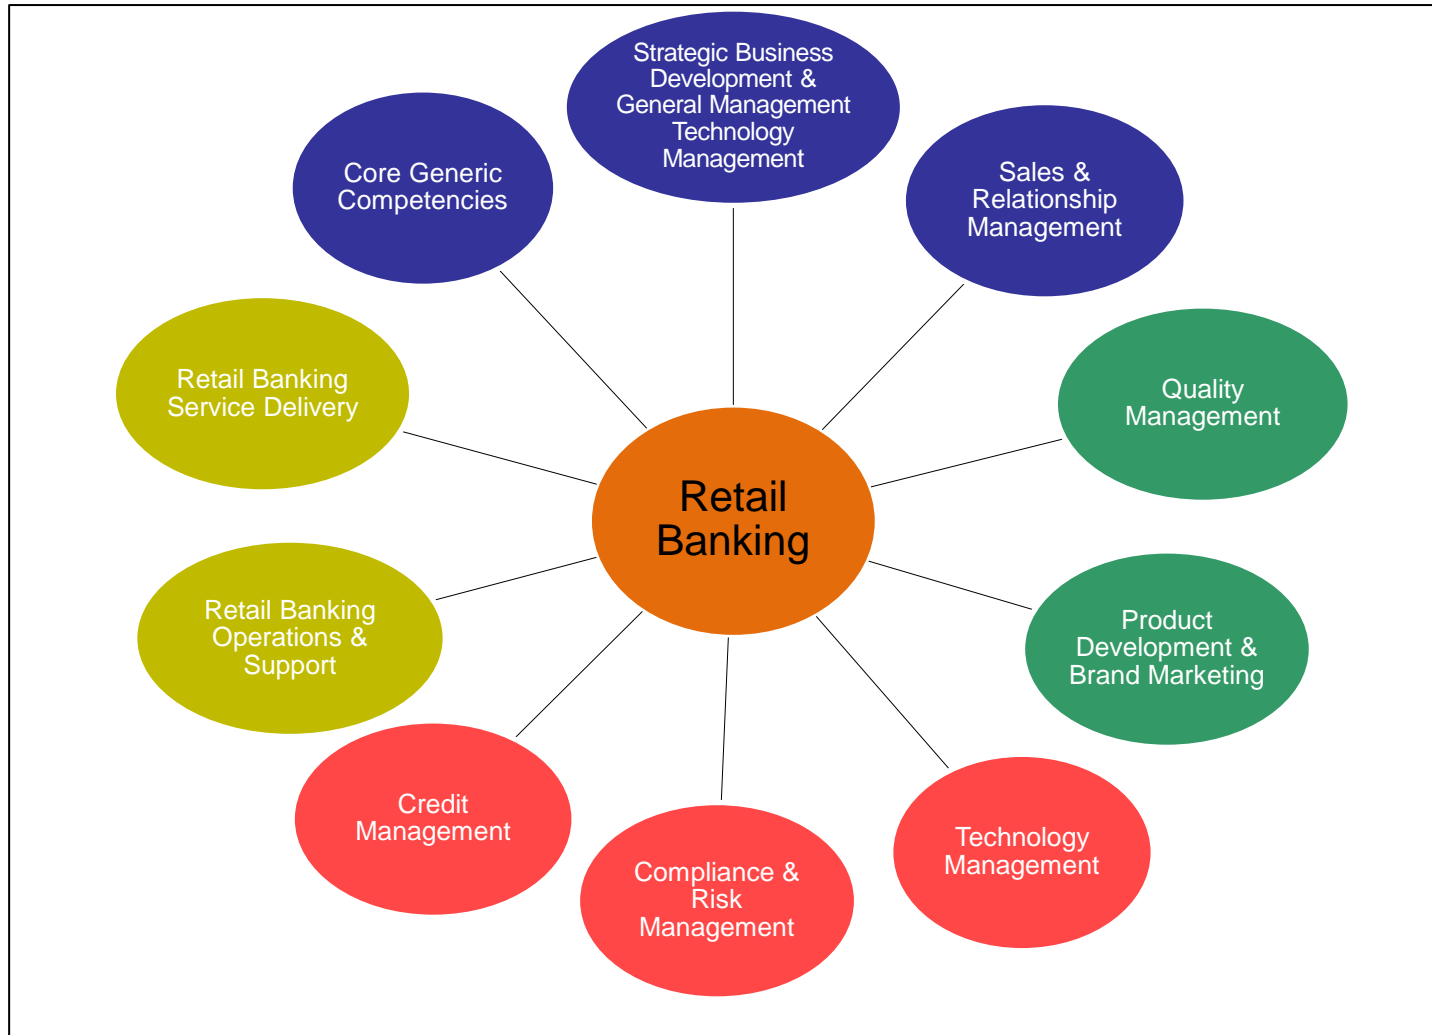 Strategic Business
Development &
General Management
Technology
Management
Core Generic
Competencies
Sales &
Relationship
Management
Retail Banking
Service Delivery
Quality
Management
Retail
Banking
Retail Banking
Operations &
Support
Product
Development &
Brand Marketing
Credit
Management
Compliance &
Risk
Management
Technology
Management